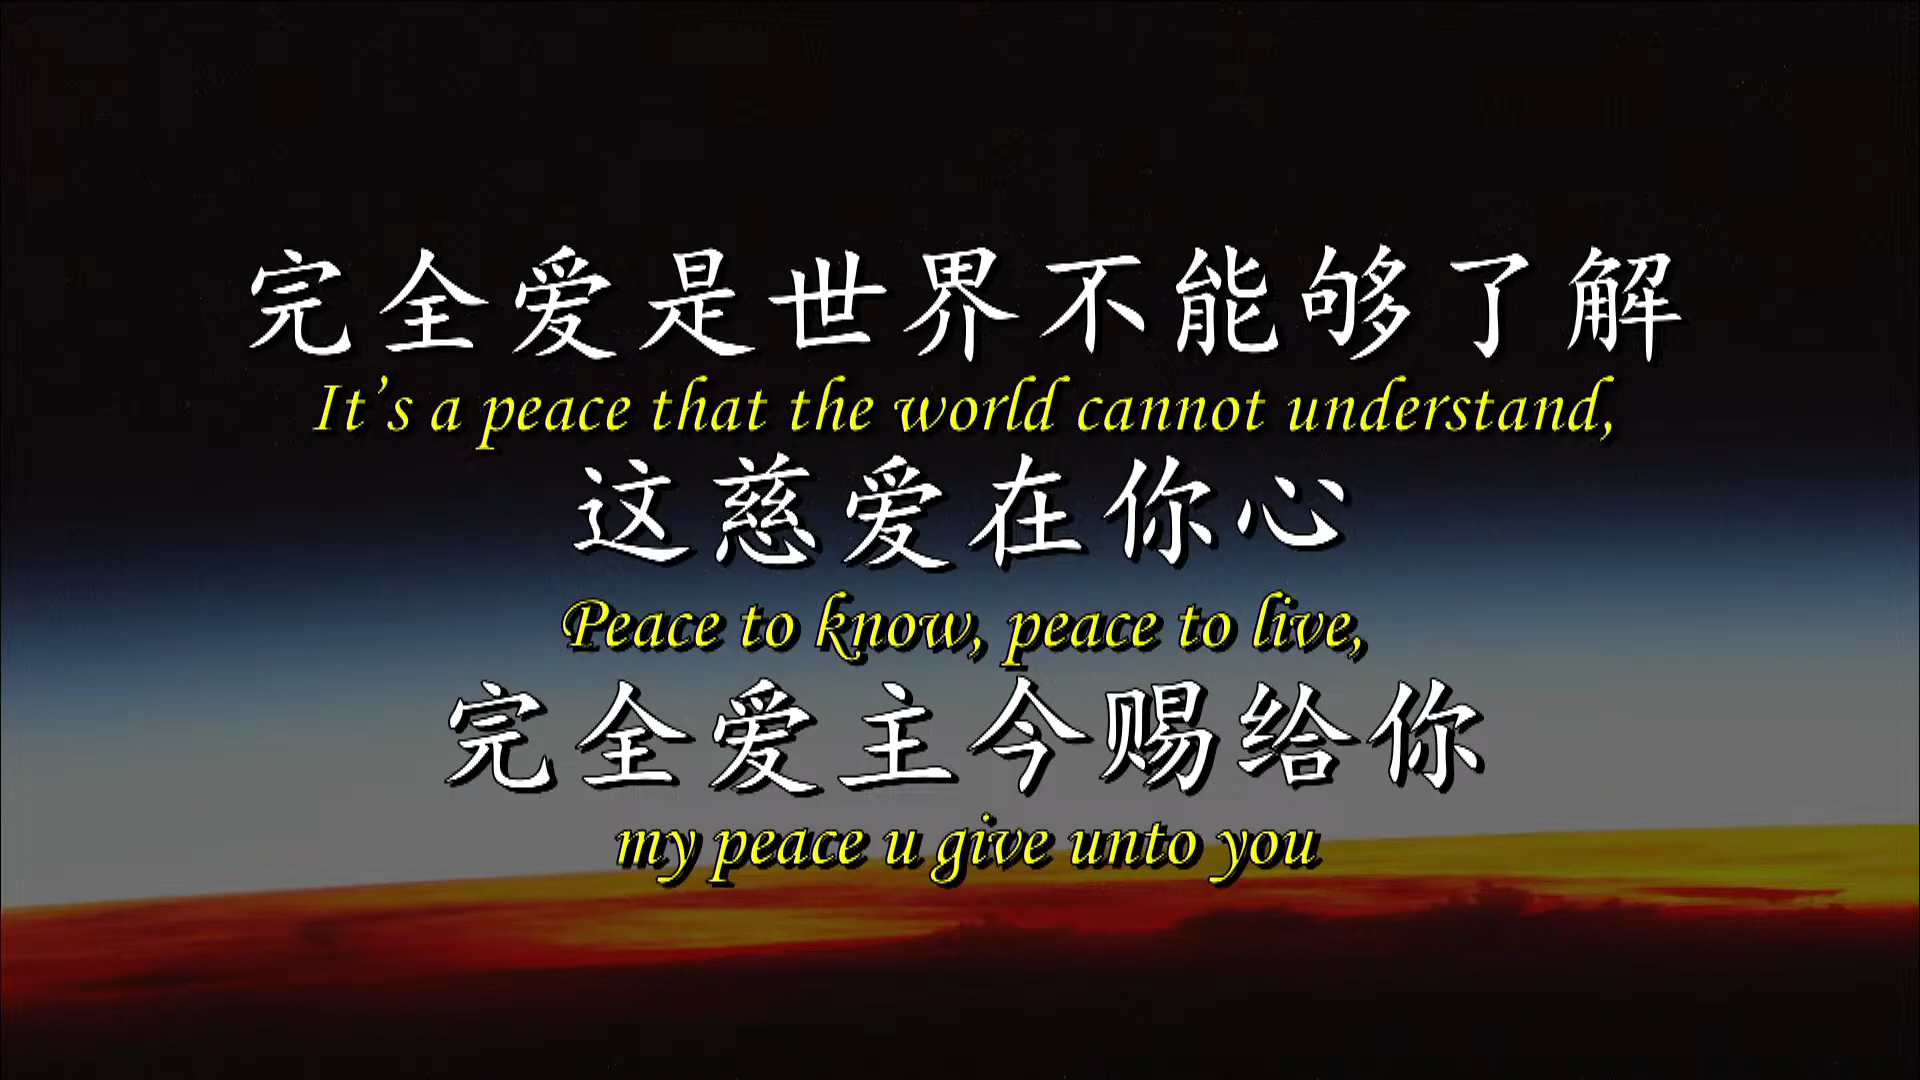 完全爱是世界不能够了解
It's a peace that the world cannot understand,
这慈爱在你心
Peace to know, peace to live,
完全爱主今赐给你
my peace u give unto you